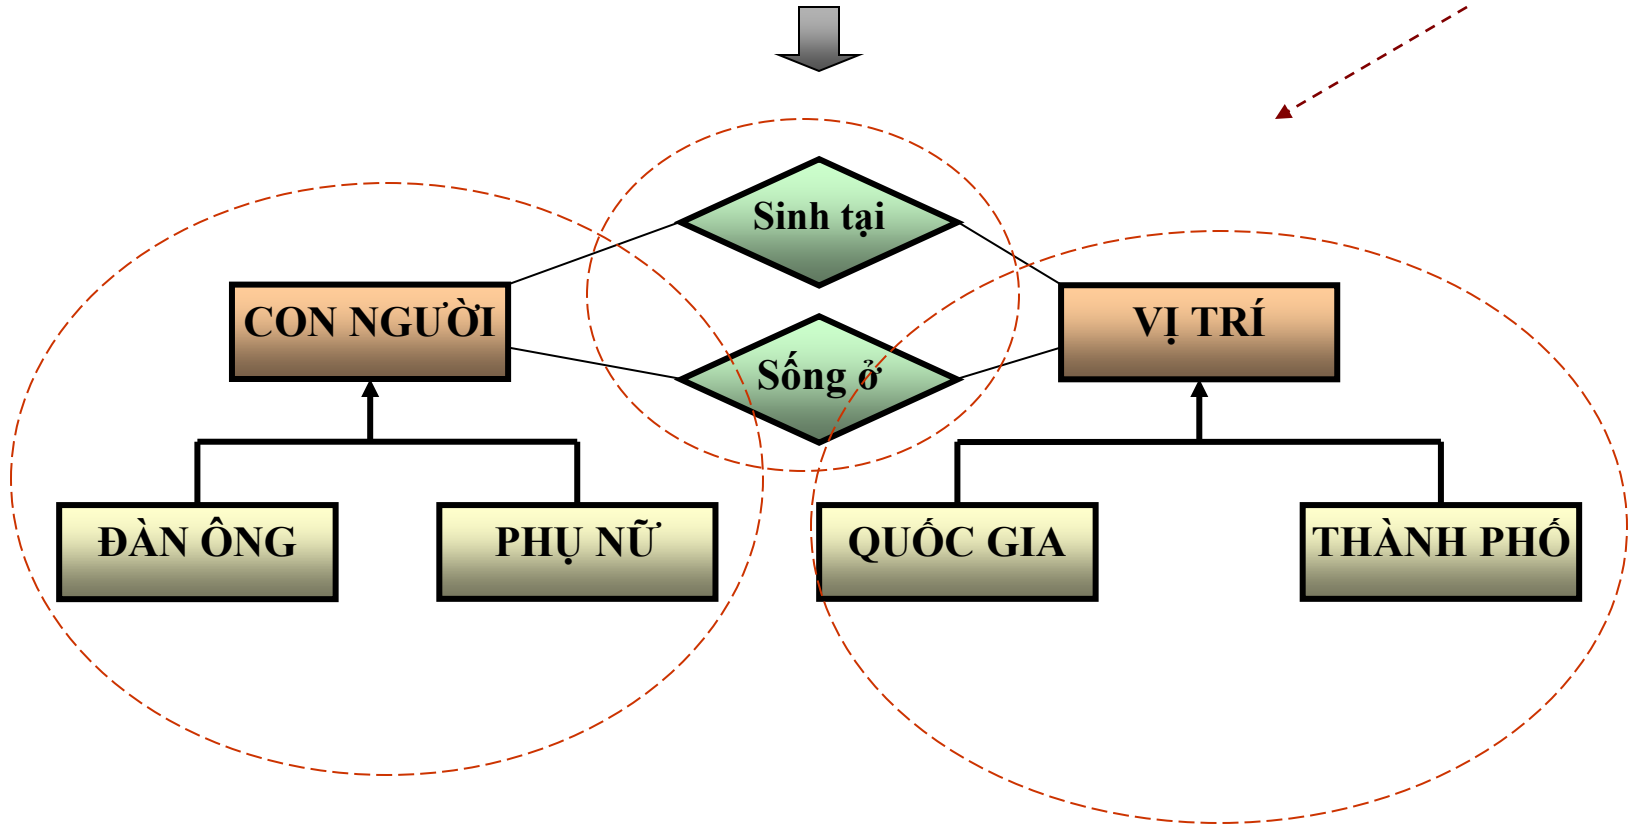 Sinh tại
CON NGƯỜI
VỊ TRÍ
Sống ở
ĐÀN ÔNG
PHỤ NỮ
QUỐC GIA
THÀNH PHỐ